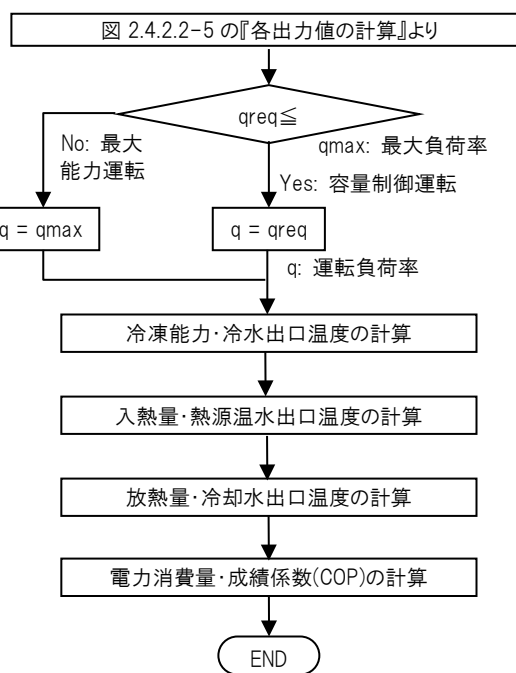 図 2.4.2.2-5 の『各出力値の計算』より
qreq≦
qmax: 最大負荷率
No: 最大
能力運転
Yes: 容量制御運転
q = qmax
q = qreq
q: 運転負荷率
冷凍能力・冷水出口温度の計算
入熱量・熱源温水出口温度の計算
放熱量・冷却水出口温度の計算
電力消費量・成績係数(COP)の計算
END